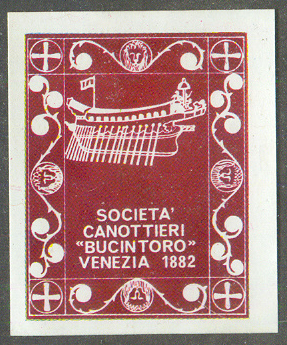 SOCIETA'
CANOTTIERI
“BUCINTORO”
VENEZIA 1882